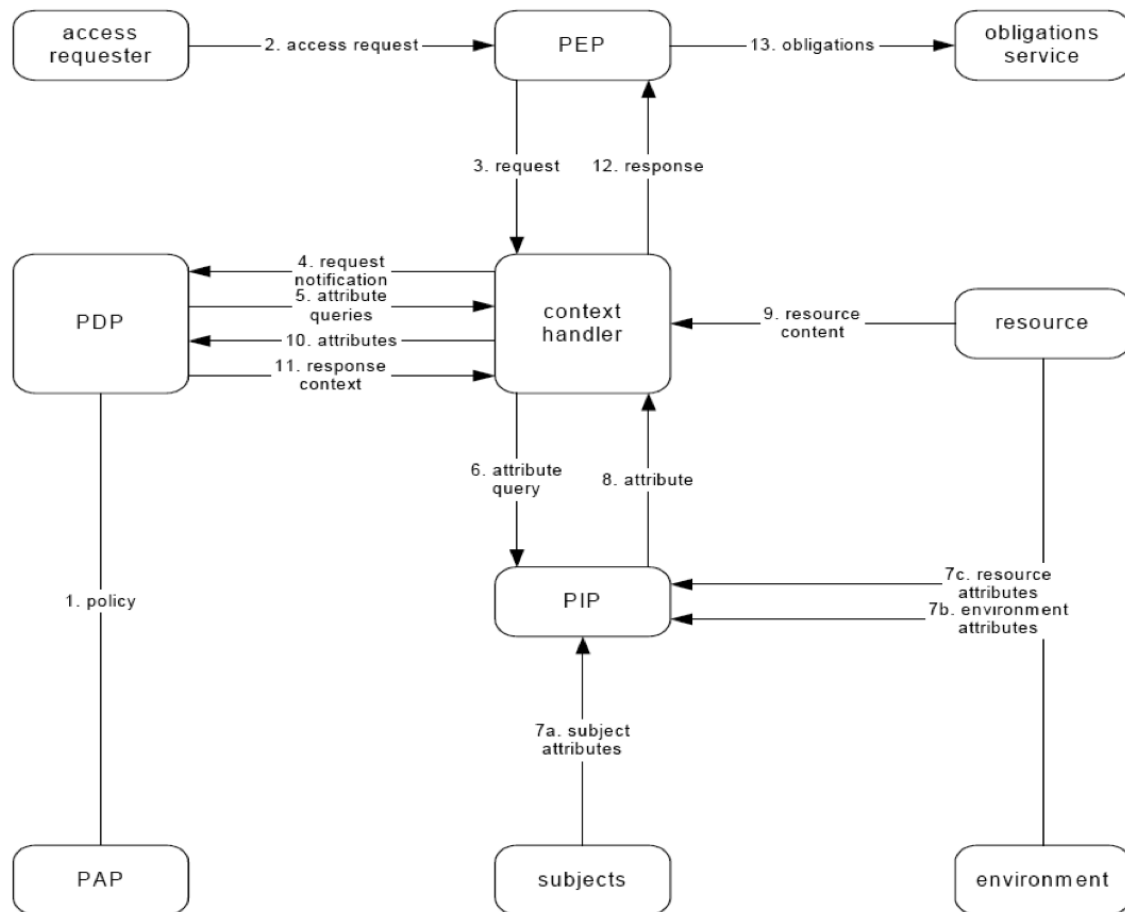 access
requester
2. access request
PEP
13. obligations
obligations
service
3. request
12. response
PDP
4. request
notification
5. attribute
queries
10. attributes
11. response
context
context
handler
9. resource
content
resource
6. attribute
query
8. attribute
1. policy
PIP
7c. resource
attributes
7b. environment
attributes
7a. subject
attributes
PAP
subjects
environment